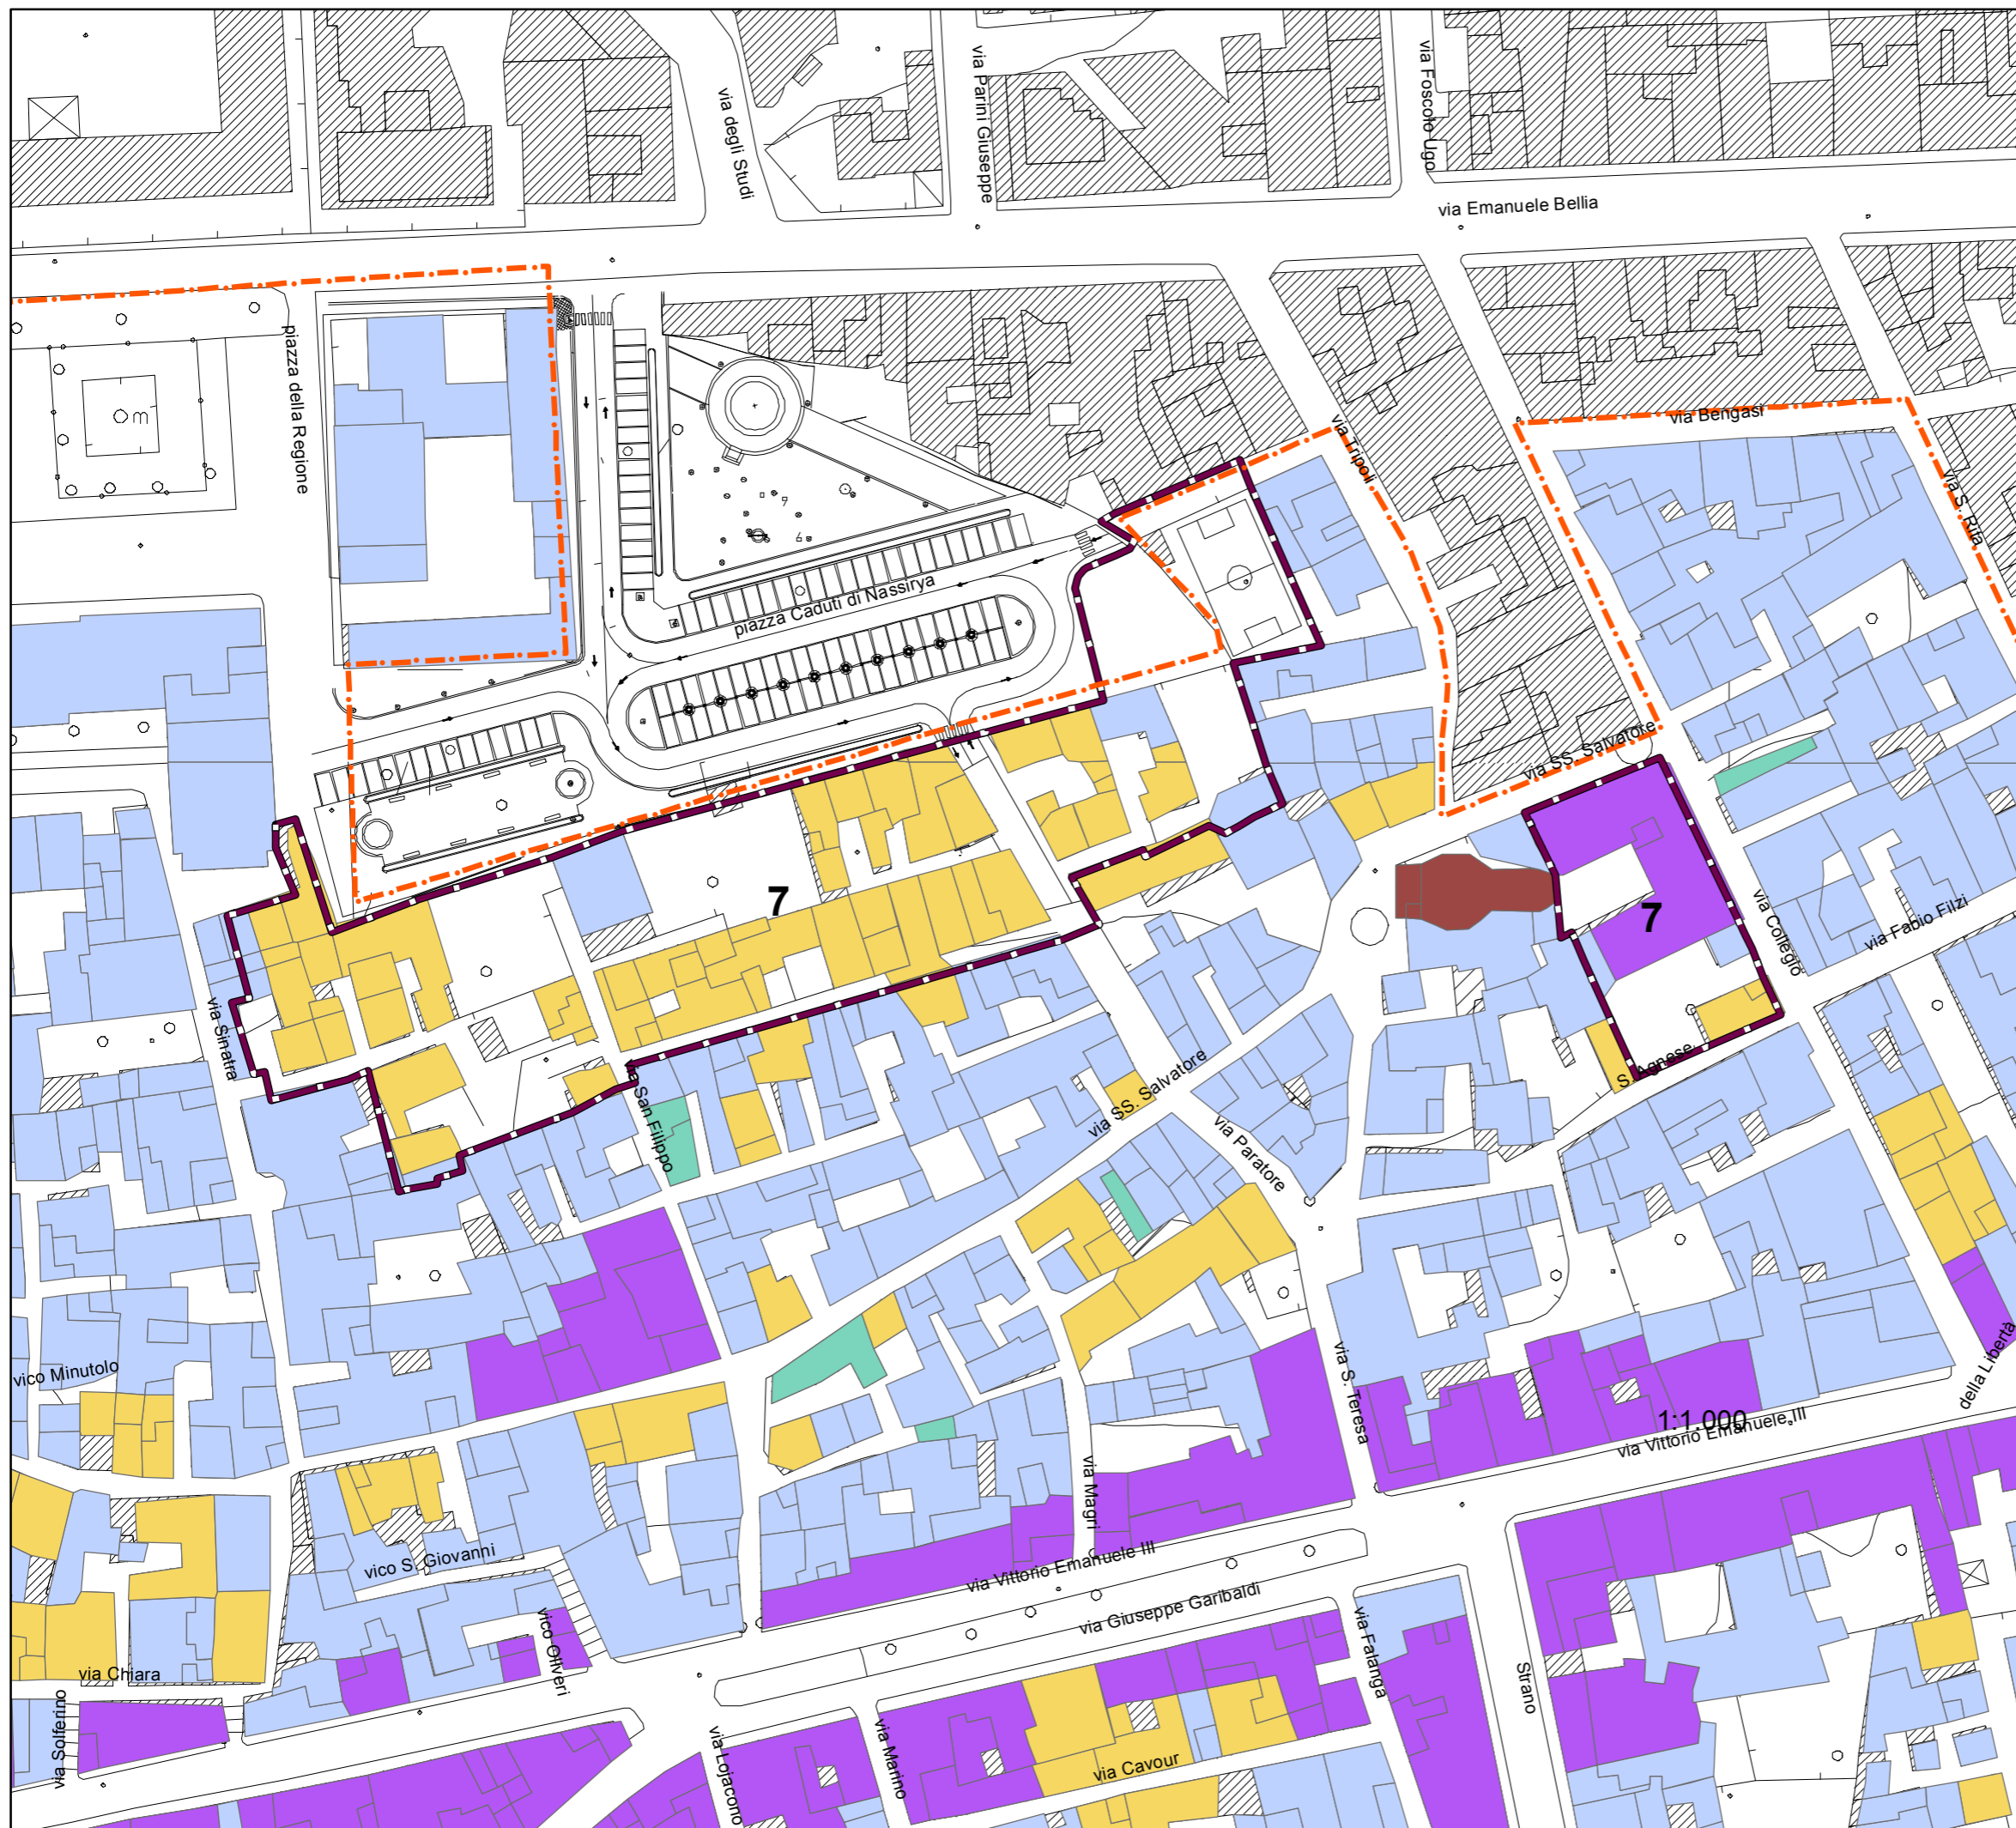 via degli Studi
via Parini Giuseppe
via Foscolo Ugo
via Emanuele Bellia
piazza della Regione
via Tripoli
via Bengasi
via S. Rita
piazza Caduti di Nassirya
via SS. Salvatore
7
7
via Collegio
via Fabio Filzi
via Sinatra
S. Agnese
via San Filippo
via SS. Salvatore
via Paratore
vico Minutolo
via S. Teresa
della Libertà
1:1.000
via Vittorio Emanuele III
via Magri
vico S. Giovanni
via Vittorio Emanuele III
via Giuseppe Garibaldi
vico Oliveri
via Falanga
via Chiara
Strano
via Solferino
via Lojacono
via Marino
via Cavour